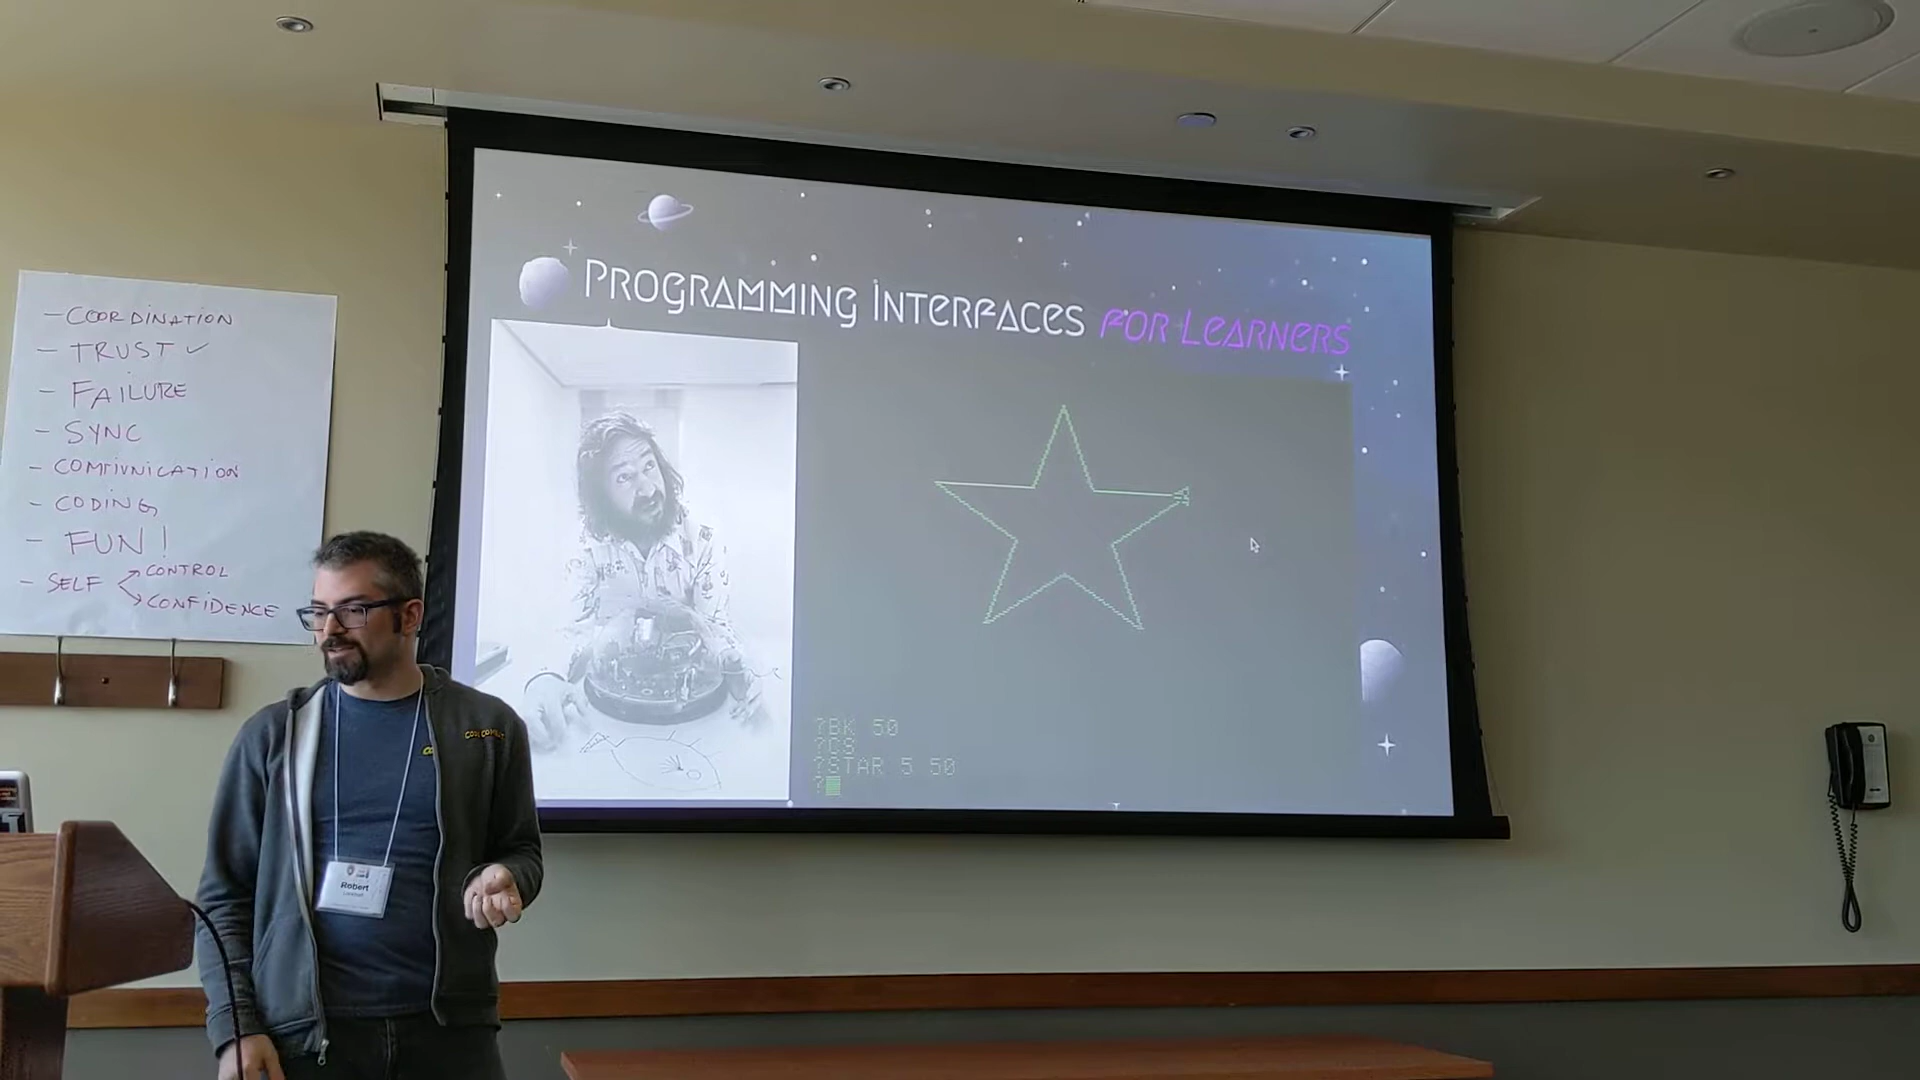 - COORDINATION
- TRUST ✓
- FAILURE
- SYNC
- COMMUNICATION
- CODING
- FUN!
- SELF
CONTROL
CONFIDENCE
PROGRAMMING INTERFACES FOR LEARNERS
?BK 50
?CS
?STAR 5 50
?
Robert